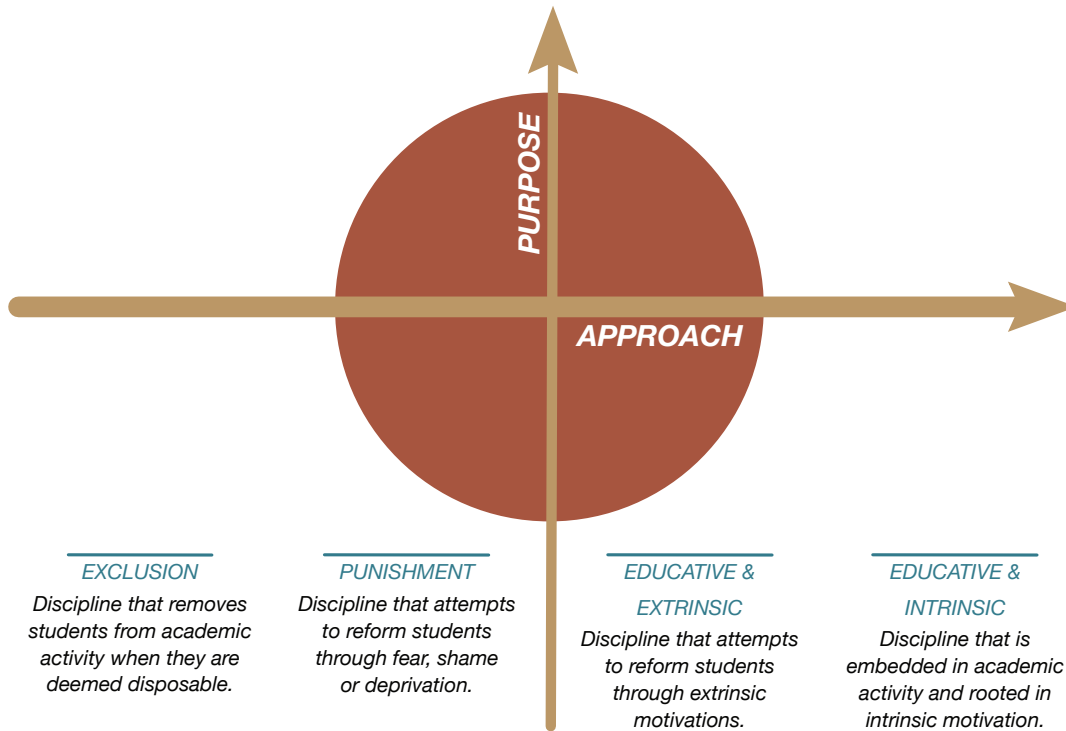 PURPOSE
APPROACH
EXCLUSION
Discipline that removes
students from academic
activity when they are
deemed disposable.
PUNISHMENT
Discipline that attempts
to reform students
through fear, shame
or deprivation.
EDUCATIVE &
EXTRINSIC
Discipline that attempts
to reform students
through extrinsic
motivations.
EDUCATIVE &
INTRINSIC
Discipline that is
embedded in academic
activity and rooted in
intrinsic motivation.